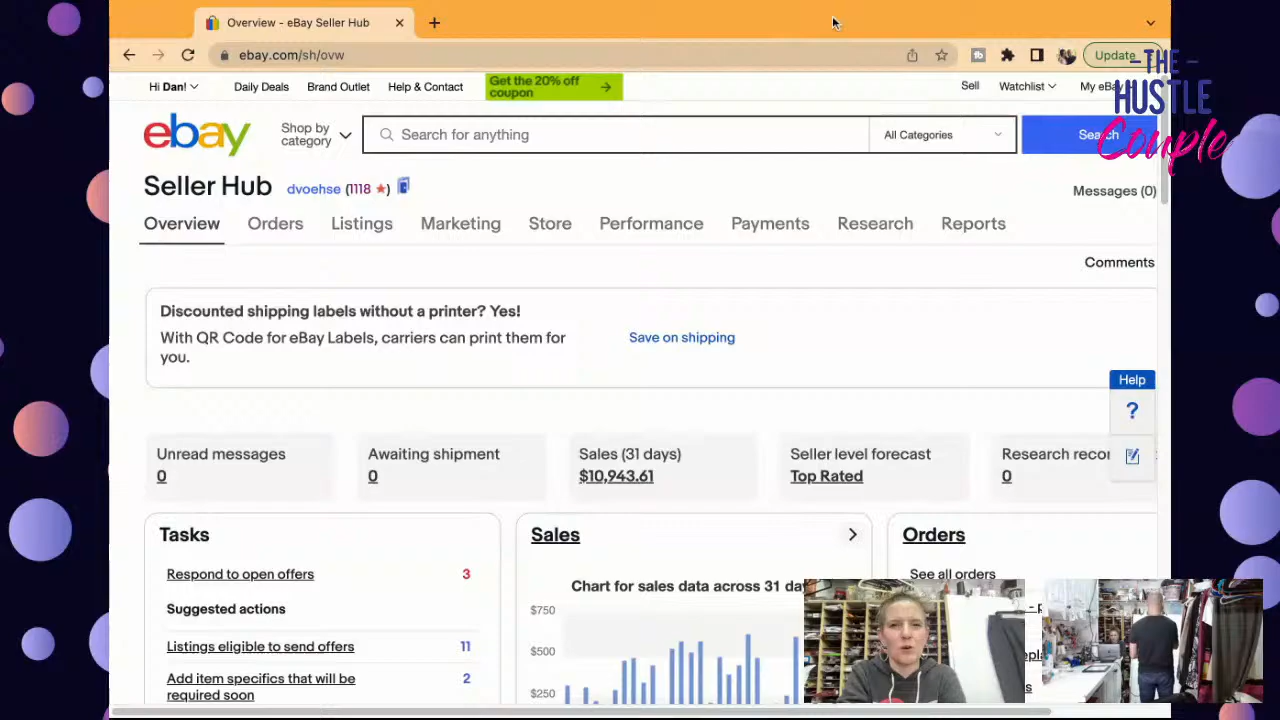 Overview - eBay Seller Hub
ebay.com/sh/ovw
Update
- THE -
HUSTLE
Couple
Hi Dan!
Daily Deals
Brand Outlet
Help & Contact
Get the 20% off
coupon
Sell
Watchlist
My eBay
ebay
Shop by
category
Search for anything
All Categories
Search
Seller Hub
dvoehse (1118 ★)
Messages (0)
Overview
Orders
Listings
Marketing
Store
Performance
Payments
Research
Reports
Comments
Discounted shipping labels without a printer? Yes!
With QR Code for eBay Labels, carriers can print them for
you.
Save on shipping
Help
?
Unread messages
0
Awaiting shipment
0
Sales (31 days)
$10,943.61
Seller level forecast
Top Rated
Research recor
0
Tasks
Respond to open offers
3
Suggested actions
Listings eligible to send offers
11
Add item specifics that will be
required soon
2
Sales
Chart for sales data across 31 da
$750
$500
$250
Orders
See all orders